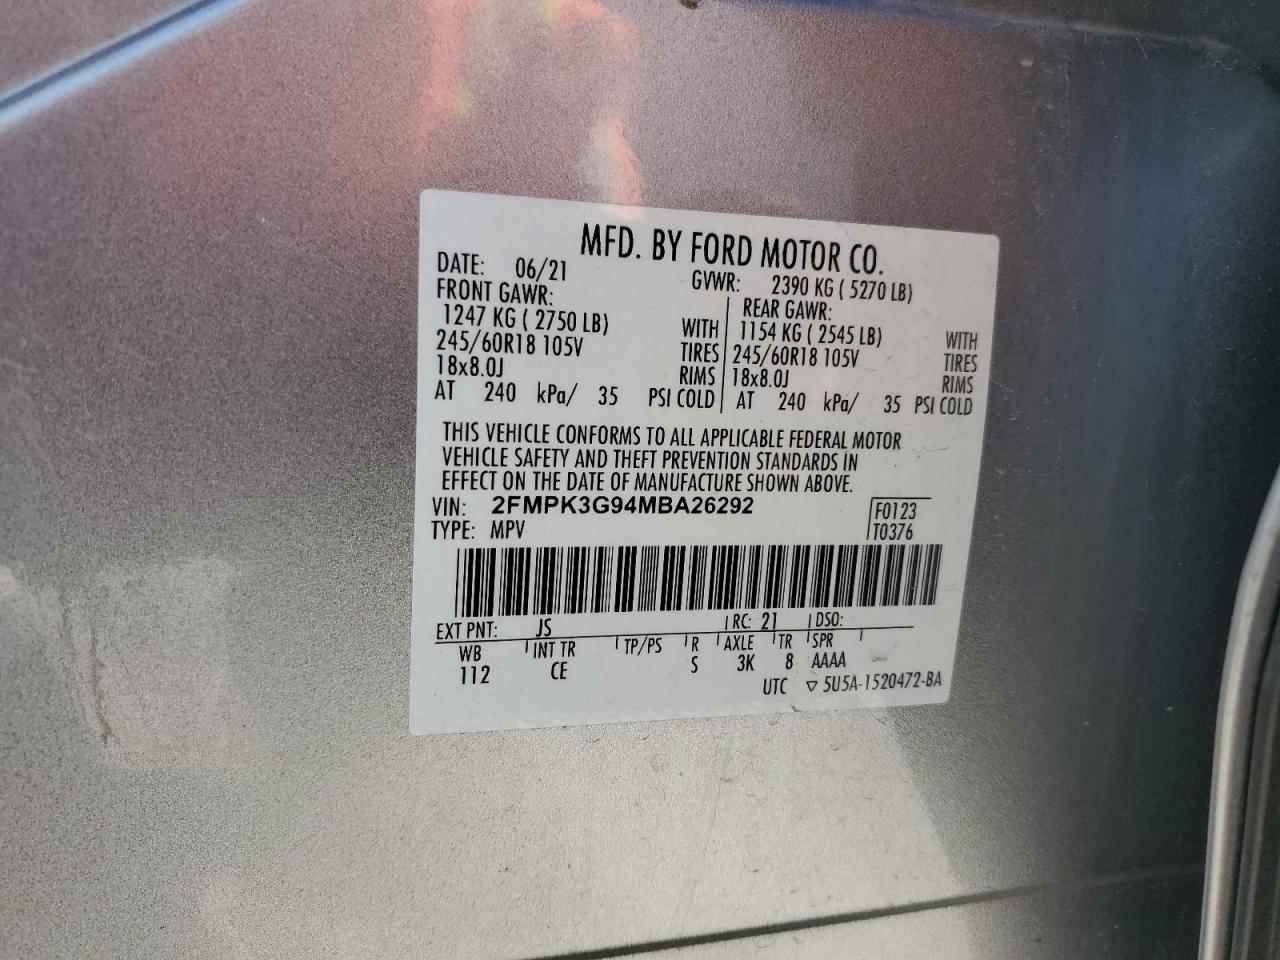 MFD. BY FORD MOTOR CO.
DATE: 06/21 GVWR: 2390 KG ( 5270 LB)
FRONT GAWR: REAR GAWR:
1247 KG ( 2750 LB) WITH 1154 KG ( 2545 LB) WITH
245/60R18 105V TIRES 245/60R18 105V TIRES
18x8.0J RIMS 18x8.0J RIMS
AT 240 kPa/ 35 PSI COLD AT 240 kPa/ 35 PSI COLD
THIS VEHICLE CONFORMS TO ALL APPLICABLE FEDERAL MOTOR
VEHICLE SAFETY AND THEFT PREVENTION STANDARDS IN
EFFECT ON THE DATE OF MANUFACTURE SHOWN ABOVE.
VIN: 2FMPK3G94MBA26292 F0123
TYPE: MPV T0376
EXT PNT: JS RC: 21 DSO:
WB INT TR TP/PS R AXLE TR SPR
112 CE S 3K 8 AAAA
UTC ▽ 5U5A-1520472-BA